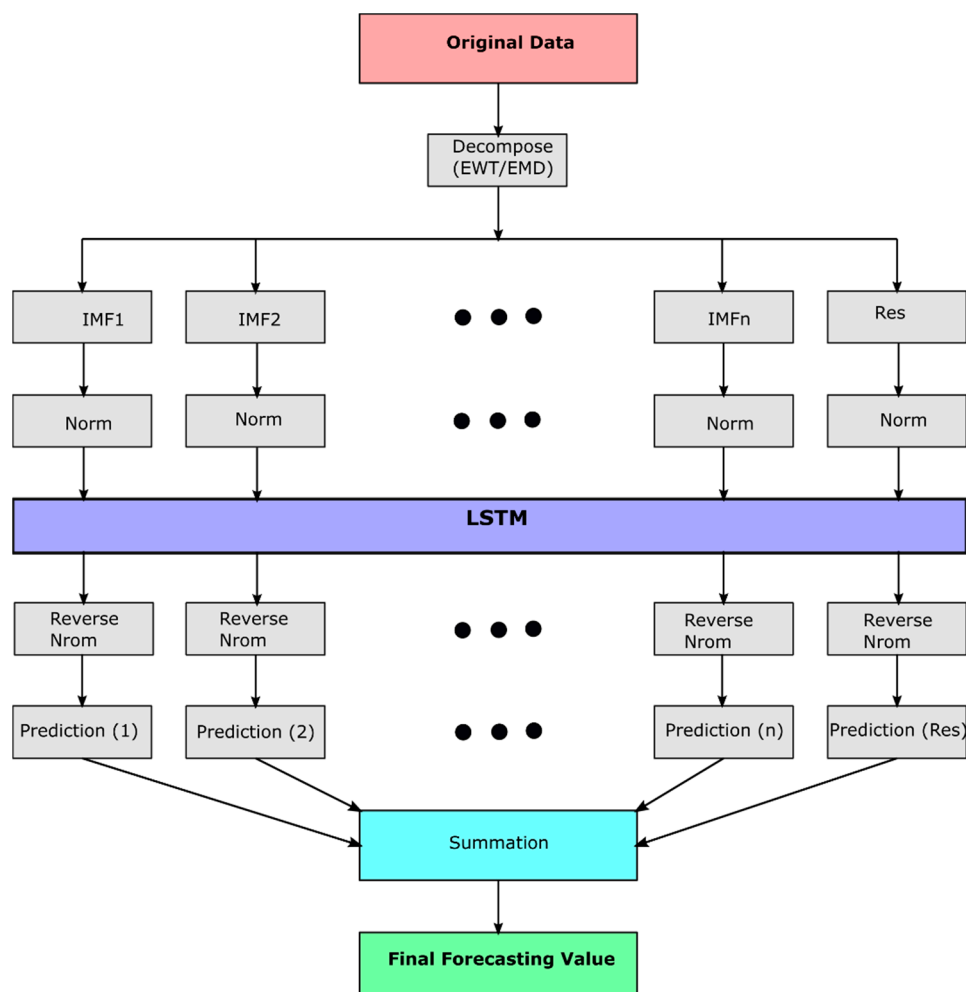 Original Data
Decompose
(EWT/EMD)
IMF1
IMF2
IMFn
Res
Norm
Norm
Norm
Norm
LSTM
Reverse
Nrom
Reverse
Nrom
Reverse
Nrom
Reverse
Nrom
Prediction (1)
Prediction (2)
Prediction (n)
Prediction (Res)
Summation
Final Forecasting Value